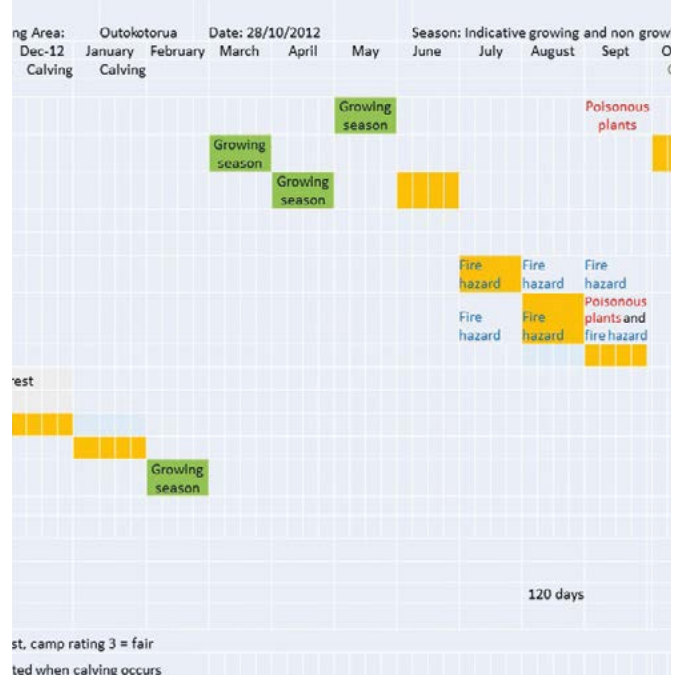 ng Area: Outokotorua Date: 28/10/2012 Season: Indicative growing and non grow
Dec-12 January February March April May June July August Sept O
Calving Calving
Growing Poisonous
season plants
Growing
season
Growing
season
Fire Fire Fire
hazard hazard hazard
Poisonous
Fire Fire plants and
hazard hazard fire hazard
rest
Growing
season
120 days
st, camp rating 3 = fair
ted when calving occurs